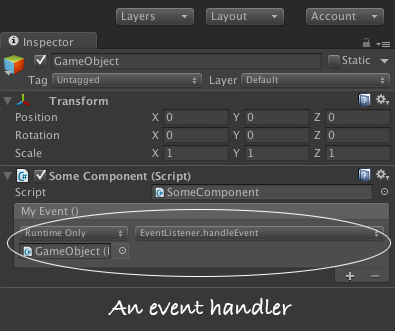 Layers Layout Account
Inspector
GameObject Static
Tag Untagged Layer Default
Transform
Position X 0 Y 0 Z 0
Rotation X 0 Y 0 Z 0
Scale X 1 Y 1 Z 1
Some Component (Script)
Script SomeComponent
My Event ()
Runtime Only EventListener.handleEvent
GameObject (
An event handler